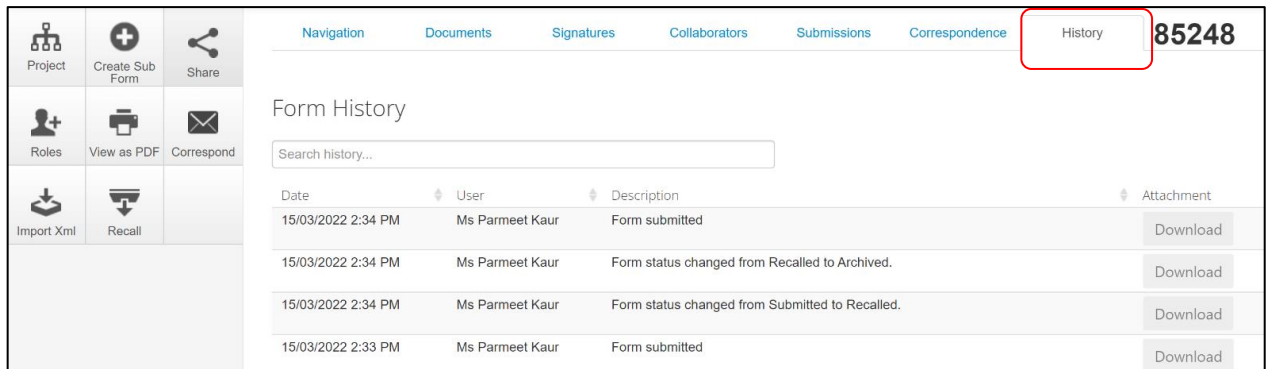 Navigation Documents Signatures Collaborators Submissions Correspondence History 85248
Project Create Sub Form Share
Form History
Roles View as PDF Correspond
Search history...
Date User Description Attachment
Import Xml Recall
15/03/2022 2:34 PM Ms Parmeet Kaur Form submitted Download
15/03/2022 2:34 PM Ms Parmeet Kaur Form status changed from Recalled to Archived. Download
15/03/2022 2:34 PM Ms Parmeet Kaur Form status changed from Submitted to Recalled. Download
15/03/2022 2:33 PM Ms Parmeet Kaur Form submitted Download